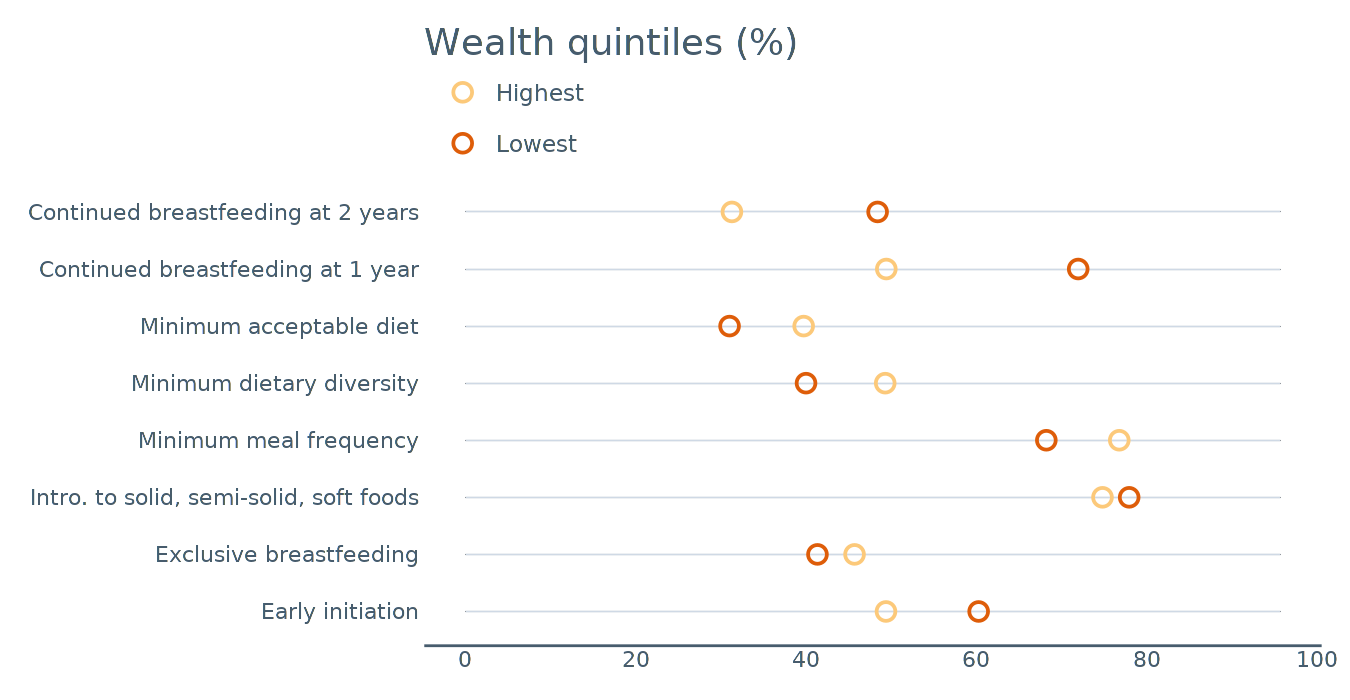 Wealth quintiles (%)
Highest
Lowest
Continued breastfeeding at 2 years
Continued breastfeeding at 1 year
Minimum acceptable diet
Minimum dietary diversity
Minimum meal frequency
Intro. to solid, semi-solid, soft foods
Exclusive breastfeeding
Early initiation
0 20 40 60 80 100